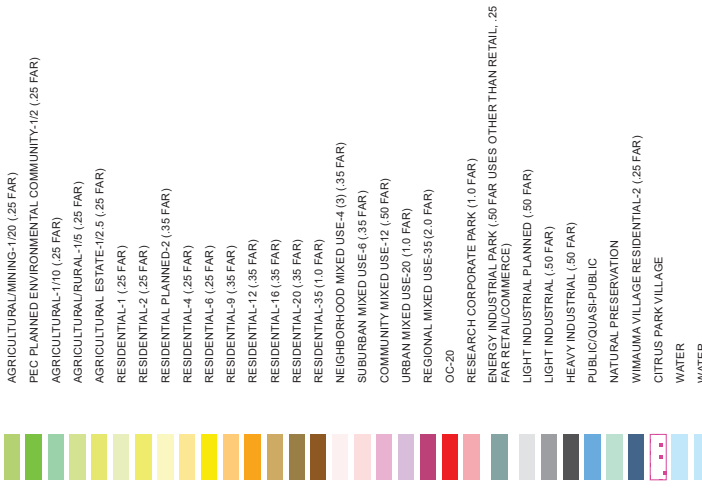 AGRICULTURAL/MINING-1/20 (.25 FAR)
PEC PLANNED ENVIRONMENTAL COMMUNITY-1/2 (.25 FAR)
AGRICULTURAL-1/10 (.25 FAR)
AGRICULTURAL/RURAL-1/5 (.25 FAR)
AGRICULTURAL ESTATE-1/2.5 (.25 FAR)
RESIDENTIAL-1 (.25 FAR)
RESIDENTIAL-2 (.25 FAR)
RESIDENTIAL PLANNED-2 (.35 FAR)
RESIDENTIAL-4 (.25 FAR)
RESIDENTIAL-6 (.25 FAR)
RESIDENTIAL-9 (.35 FAR)
RESIDENTIAL-12 (.35 FAR)
RESIDENTIAL-16 (.35 FAR)
RESIDENTIAL-20 (.35 FAR)
RESIDENTIAL-35 (1.0 FAR)
NEIGHBORHOOD MIXED USE-4 (3) (.35 FAR)
SUBURBAN MIXED USE-6 (.35 FAR)
COMMUNITY MIXED USE-12 (.50 FAR)
URBAN MIXED USE-20 (1.0 FAR)
REGIONAL MIXED USE-35 (2.0 FAR)
OC-20
RESEARCH CORPORATE PARK (1.0 FAR)
ENERGY INDUSTRIAL PARK (.50 FAR USES OTHER THAN RETAIL, .25
FAR RETAIL/COMMERCE)
LIGHT INDUSTRIAL PLANNED (.50 FAR)
LIGHT INDUSTRIAL (.50 FAR)
HEAVY INDUSTRIAL (.50 FAR)
PUBLIC/QUASI-PUBLIC
NATURAL PRESERVATION
WIMAUMA VILLAGE RESIDENTIAL-2 (.25 FAR)
CITRUS PARK VILLAGE
WATER
WATER